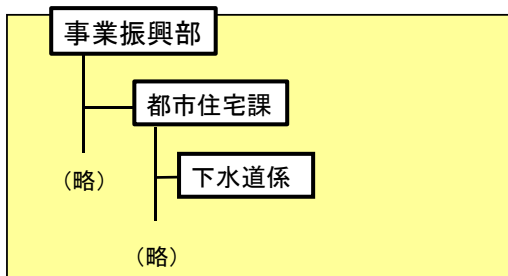 事業振興部
都市住宅課
（略）
下水道係
（略）